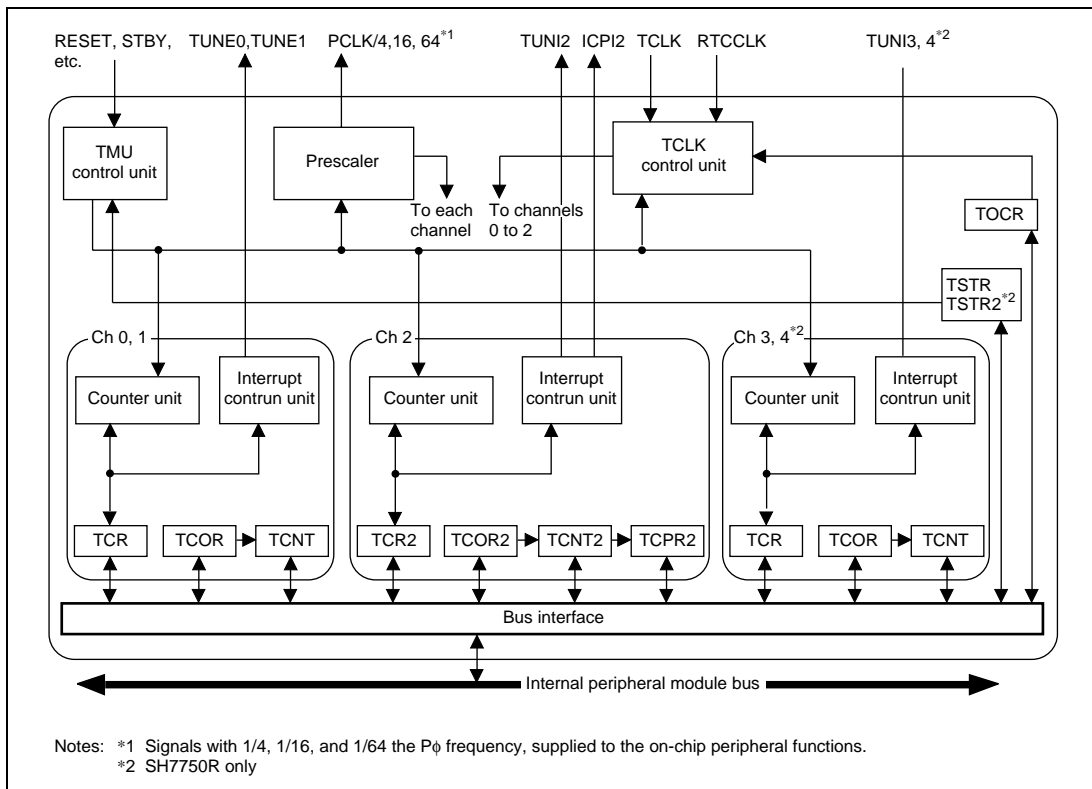 RESET, STBY,
etc.
TUNE0,TUNE1
PCLK/4,16, 64*1
TUNI2
ICPI2
TCLK
RTCCLK
TUNI3, 4*2
TMU
control unit
Prescaler
TCLK
control unit
To each
channel
To channels
0 to 2
TOCR
TSTR
TSTR2*2
Ch 0, 1
Counter unit
Interrupt
contrun unit
TCR
TCOR
TCNT
Ch 2
Counter unit
Interrupt
contrun unit
TCR2
TCOR2
TCNT2
TCPR2
Ch 3, 4*2
Counter unit
Interrupt
contrun unit
TCR
TCOR
TCNT
Bus interface
Internal peripheral module bus
Notes: *1 Signals with 1/4, 1/16, and 1/64 the Pϕ frequency, supplied to the on-chip peripheral functions.
*2 SH7750R only